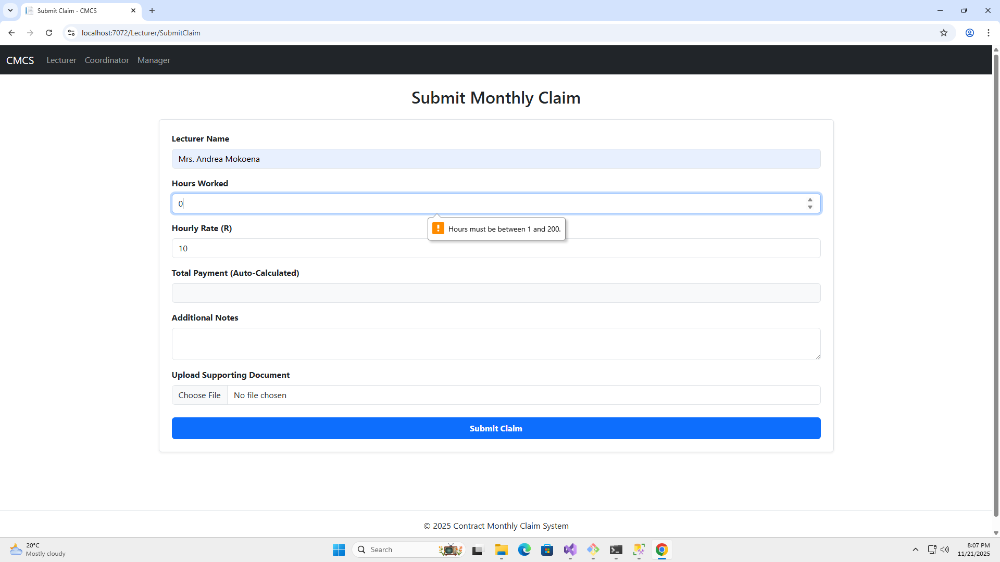 Submit Claim - CMCS
localhost:7072/Lecturer/SubmitClaim
CMCS Lecturer Coordinator Manager
Submit Monthly Claim
Lecturer Name
Mrs. Andrea Mokoena
Hours Worked
0
Hours must be between 1 and 200.
Hourly Rate (R)
10
Total Payment (Auto-Calculated)
Additional Notes
Upload Supporting Document
Choose File No file chosen
Submit Claim
© 2025 Contract Monthly Claim System
20°C
Mostly cloudy
Search
8:07 PM
11/21/2025